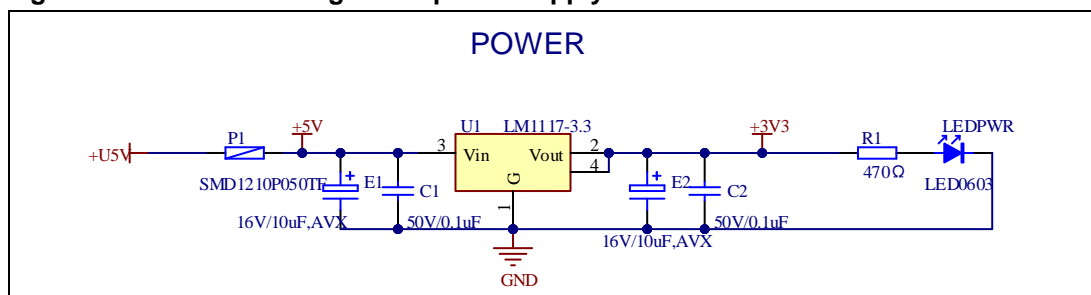 POWER
P1
+5V
U1 LM1117-3.3
+3V3
R1
LEDPWR
+U5V
3
Vin
Vout
2
4
G
1
SMD1210P050TF
E1
C1
E2
C2
470Ω
LED0603
16V/10uF,AVX
50V/0.1uF
16V/10uF,AVX
50V/0.1uF
GND